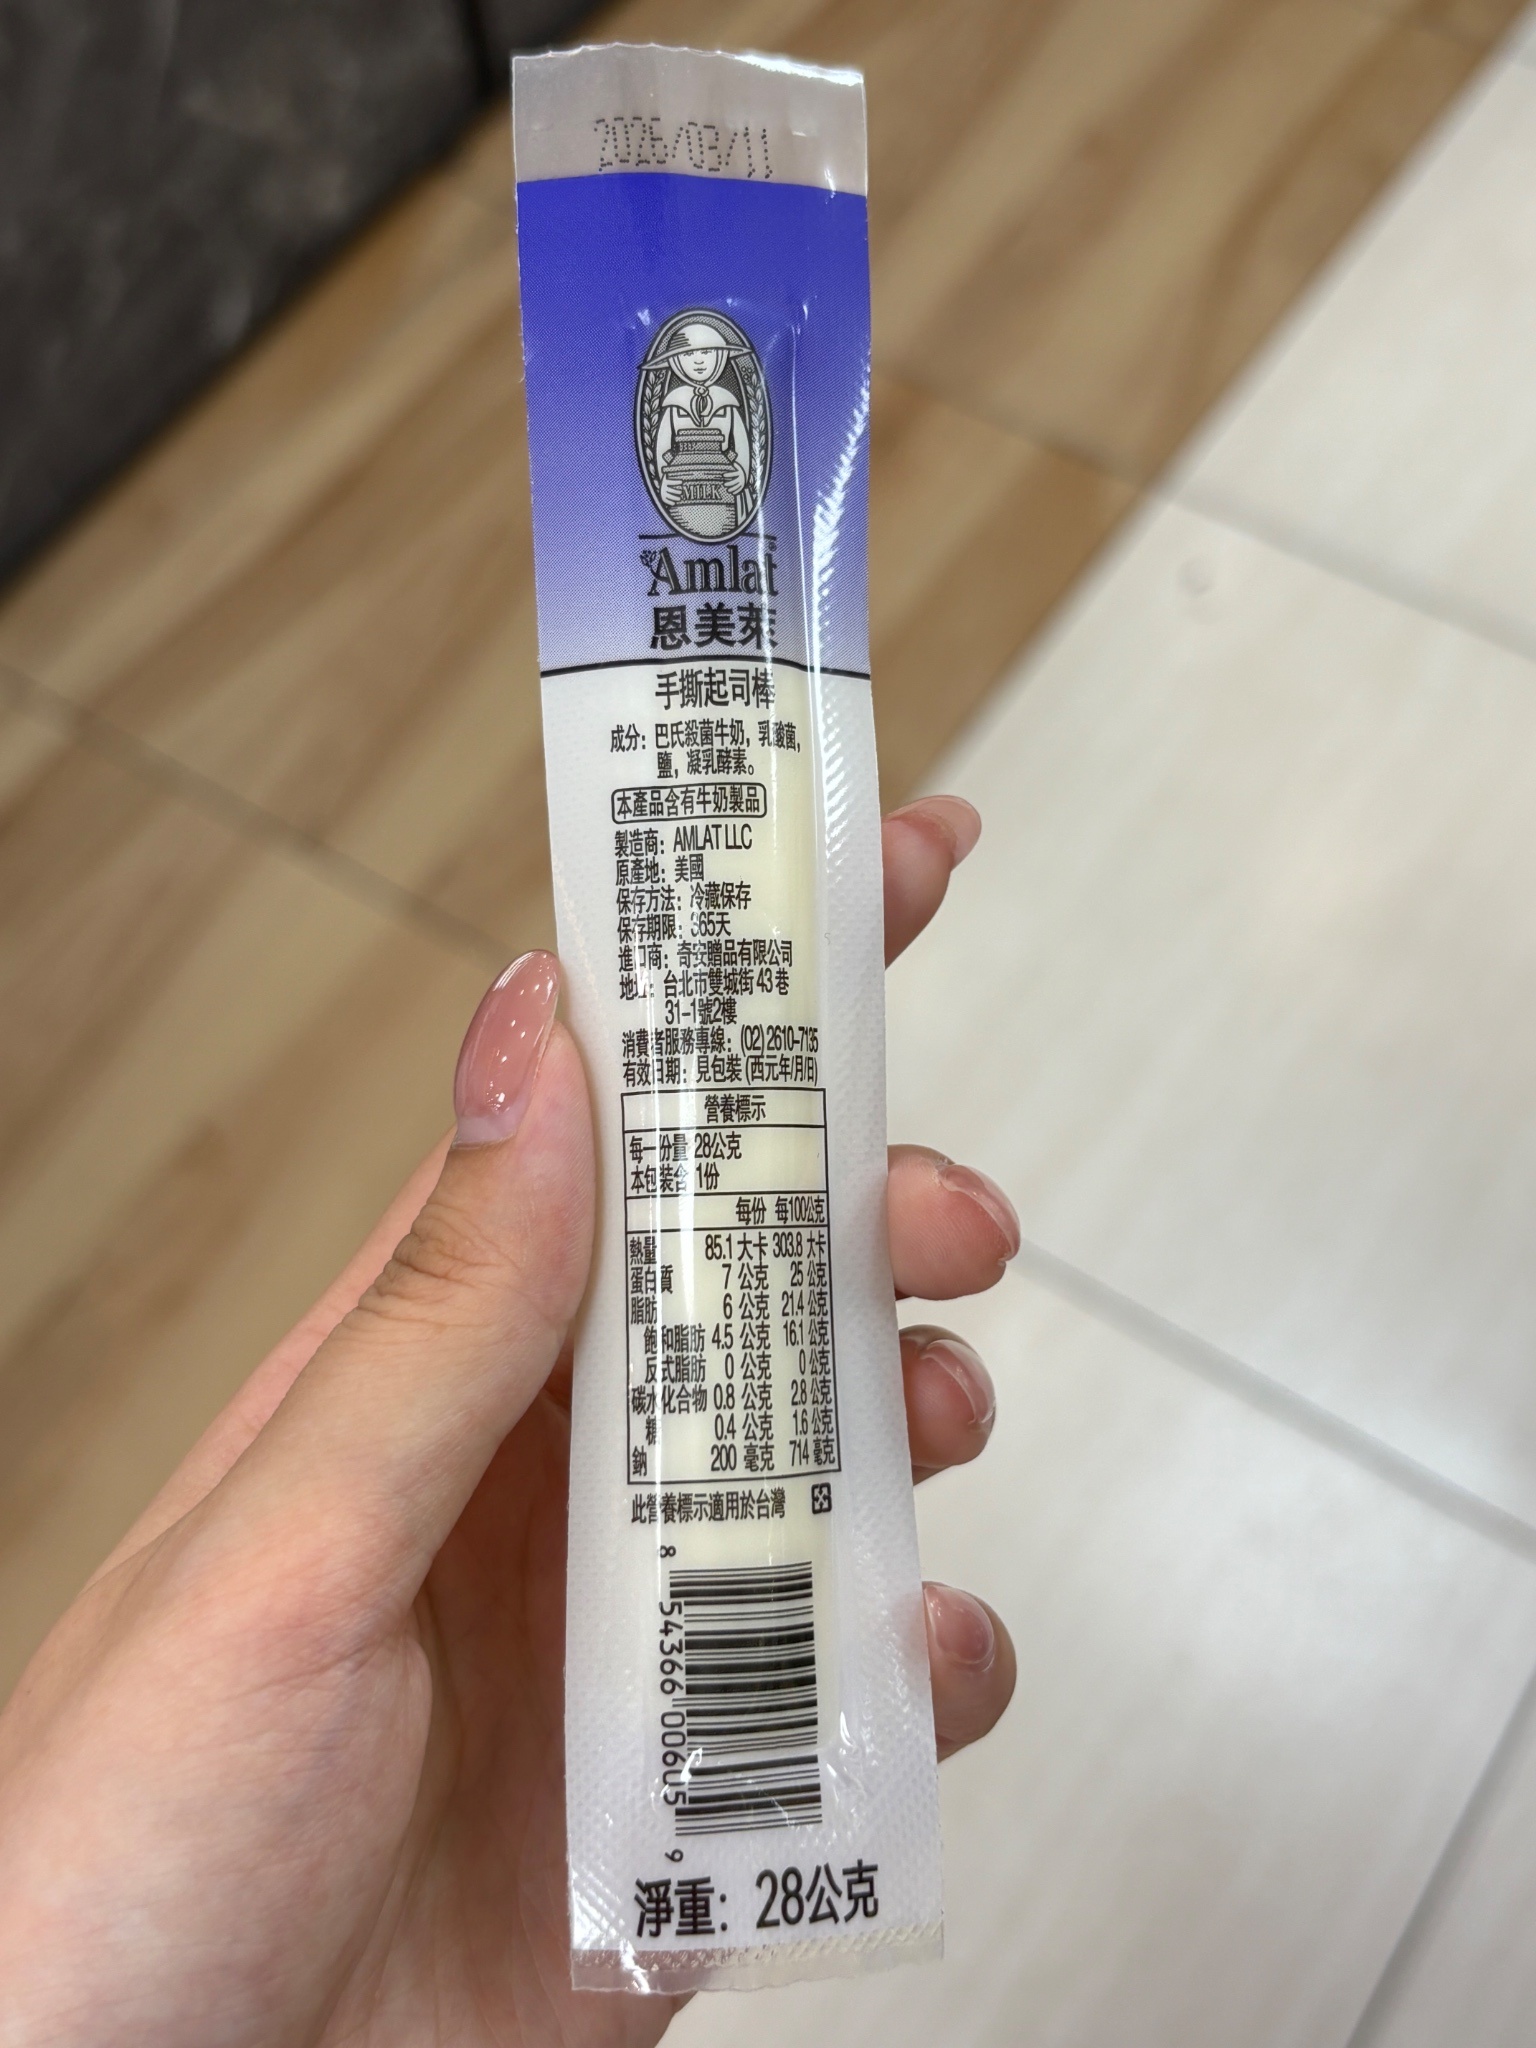 2025/03/11
MILK
Amlat
恩美萊
手撕起司棒
成分：巴氏殺菌牛奶，乳酸菌，
鹽，凝乳酵素。
本產品含有牛奶製品
製造商：AMLAT LLC
原產地：美國
保存方法：冷藏保存
保存期限：365天
進口商：奇安贈品有限公司
地址：台北市雙城街43巷
31-1號2樓
消費者服務專線：(02) 2610-7135
有效日期：見包裝(西元年/月/日)
營養標示
每一份量 28公克
本包裝含 1份
每份 每100公克
熱量 85.1 大卡 303.8 大卡
蛋白質 7 公克 25 公克
脂肪 6 公克 21.4 公克
飽和脂肪 4.5 公克 16.1 公克
反式脂肪 0 公克 0 公克
碳水化合物 0.8 公克 2.8 公克
糖 0.4 公克 1.6 公克
鈉 200 毫克 714 毫克
此營養標示適用於台灣
8 54366 00605 9
淨重：28公克